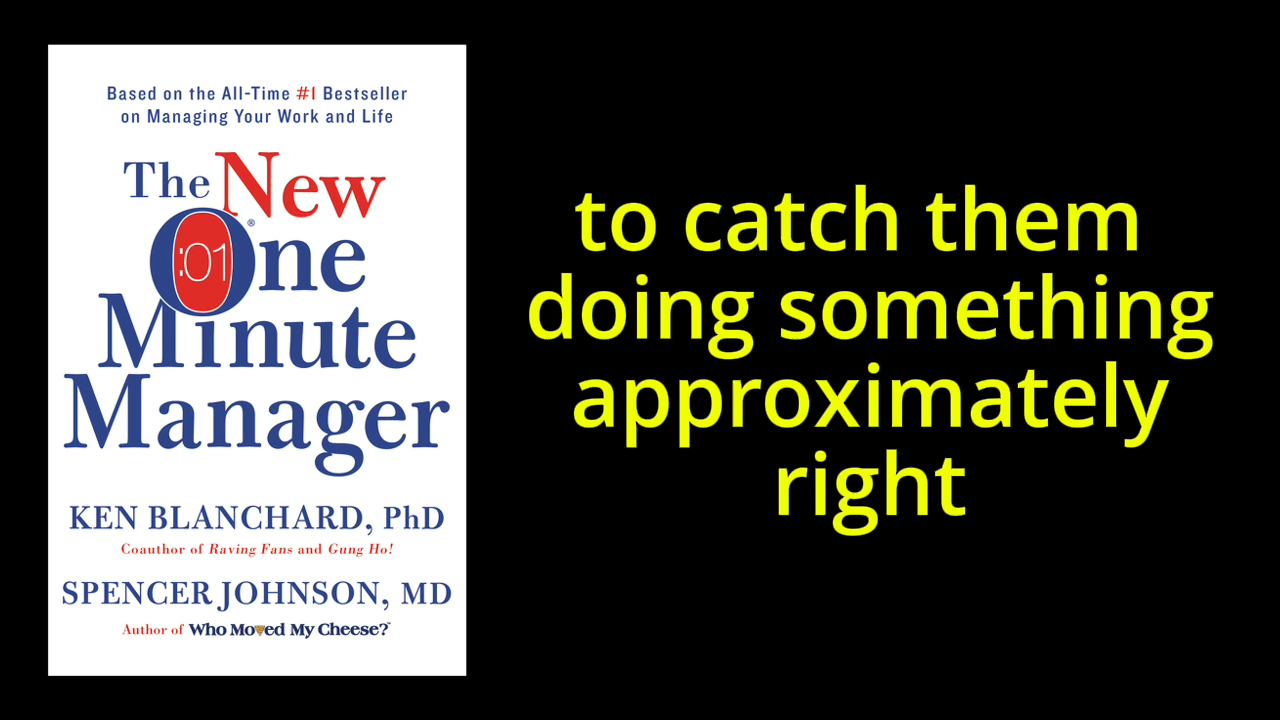 Based on the All-Time #1 Bestseller
on Managing Your Work and Life
The New
:01
®
One
Minute
Manager
KEN BLANCHARD, PhD
Coauthor of Raving Fans and Gung Ho!
SPENCER JOHNSON, MD
Author of Who Moved My Cheese?™
to catch them
doing something
approximately
right